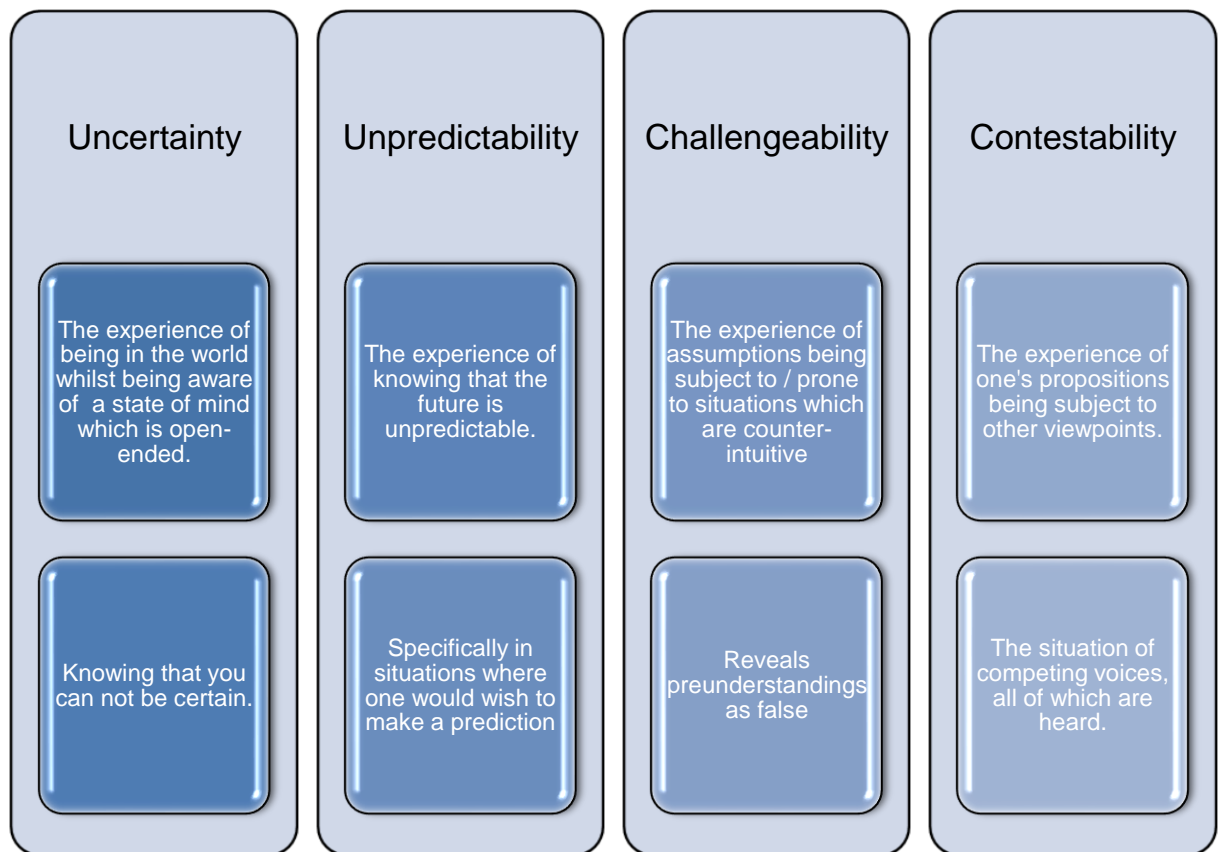 Uncertainty
The experience of
being in the world
whilst being aware
of a state of mind
which is open-
ended.
Knowing that you
can not be certain.
Unpredictability
The experience of
knowing that the
future is
unpredictable.
Specifically in
situations where
one would wish to
make a prediction
Challengeability
The experience of
assumptions being
subject to / prone
to situations which
are counter-
intuitive
Reveals
preunderstandings
as false
Contestability
The experience of
one's propositions
being subject to
other viewpoints.
The situation of
competing voices,
all of which are
heard.